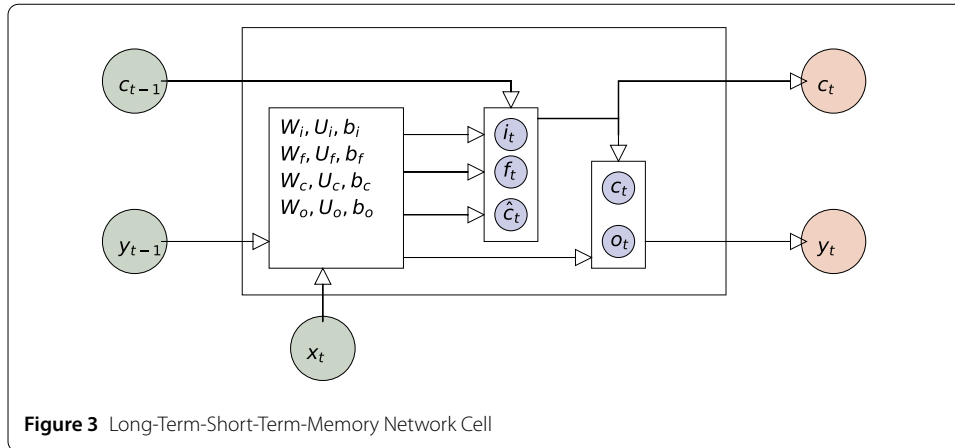 c_{t−1}
c_t
W_i, U_i, b_i
W_f, U_f, b_f
W_c, U_c, b_c
W_o, U_o, b_o
i_t
f_t
ĉ_t
c_t
o_t
y_{t−1}
y_t
x_t
Figure 3 Long-Term-Short-Term-Memory Network Cell